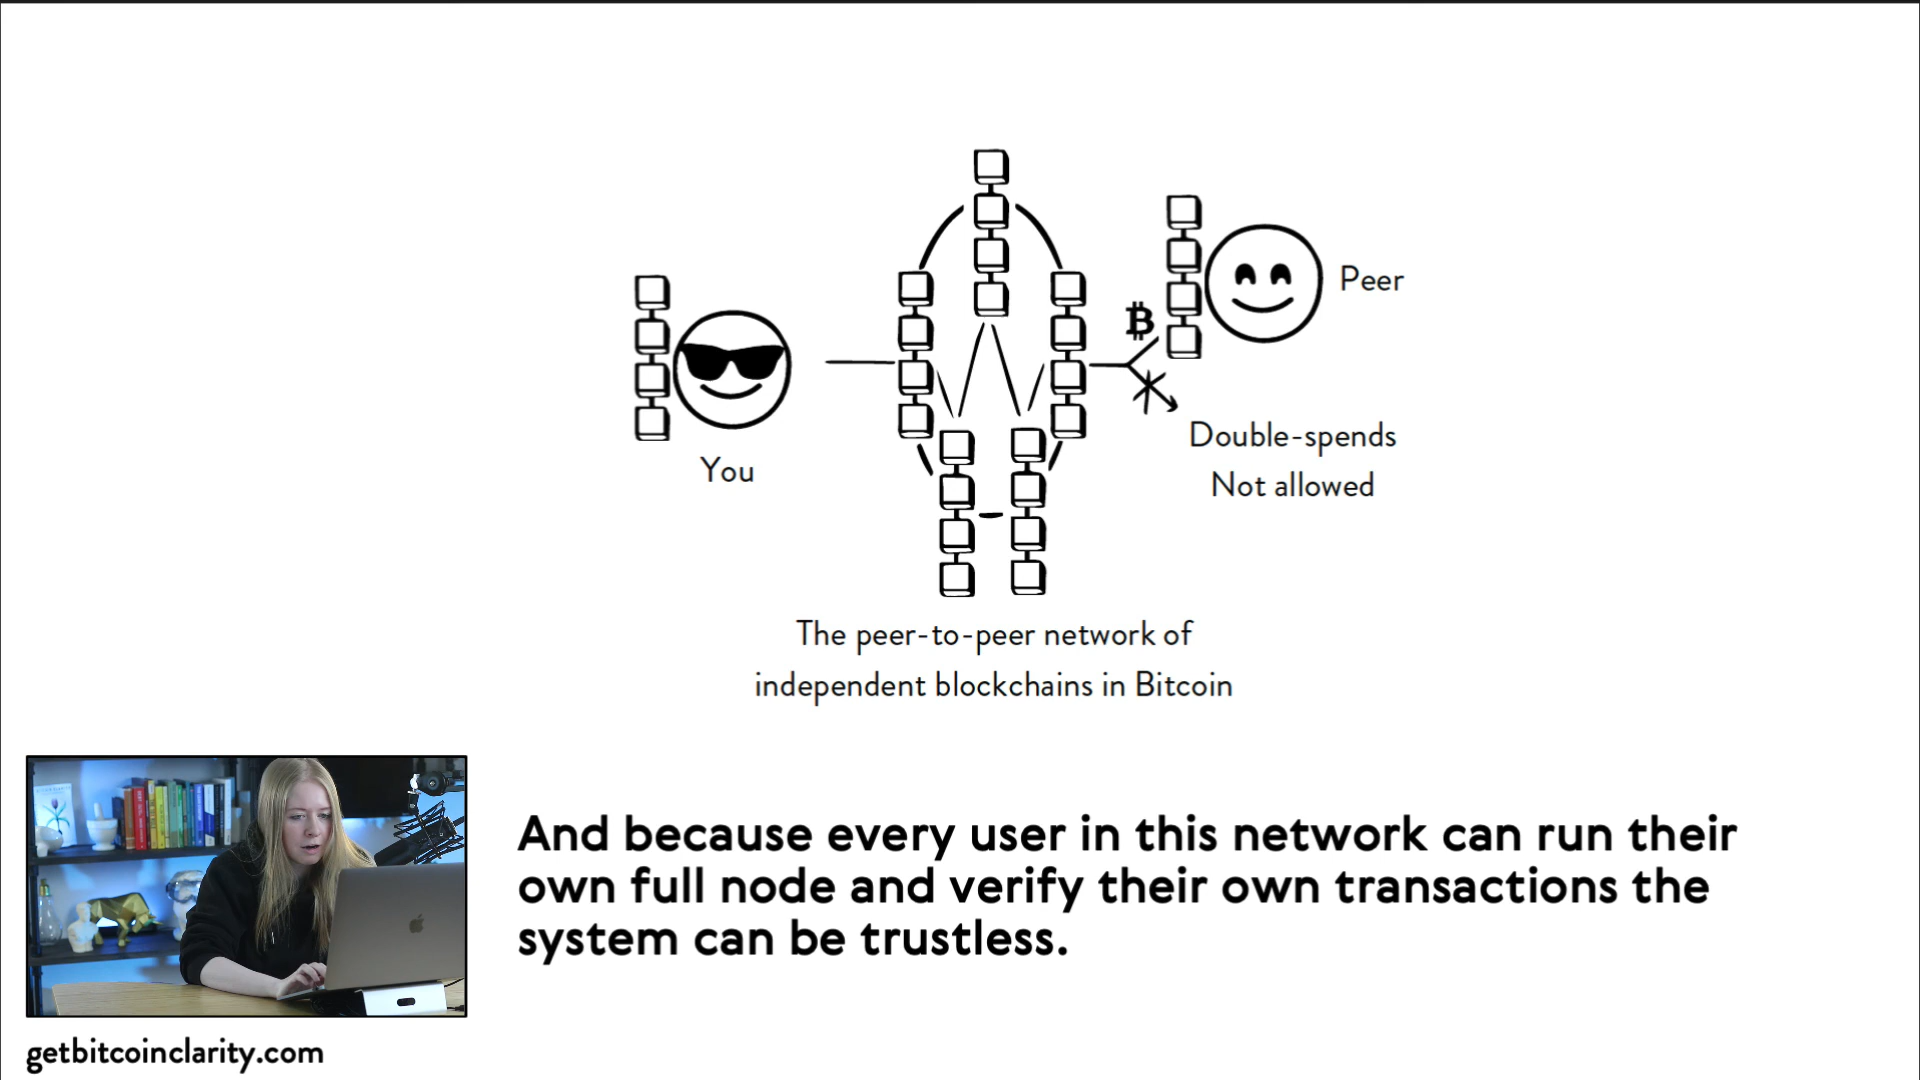 Peer
₿
Double-spends
Not allowed
You
The peer-to-peer network of
independent blockchains in Bitcoin
And because every user in this network can run their
own full node and verify their own transactions the
system can be trustless.
getbitcoinclarity.com